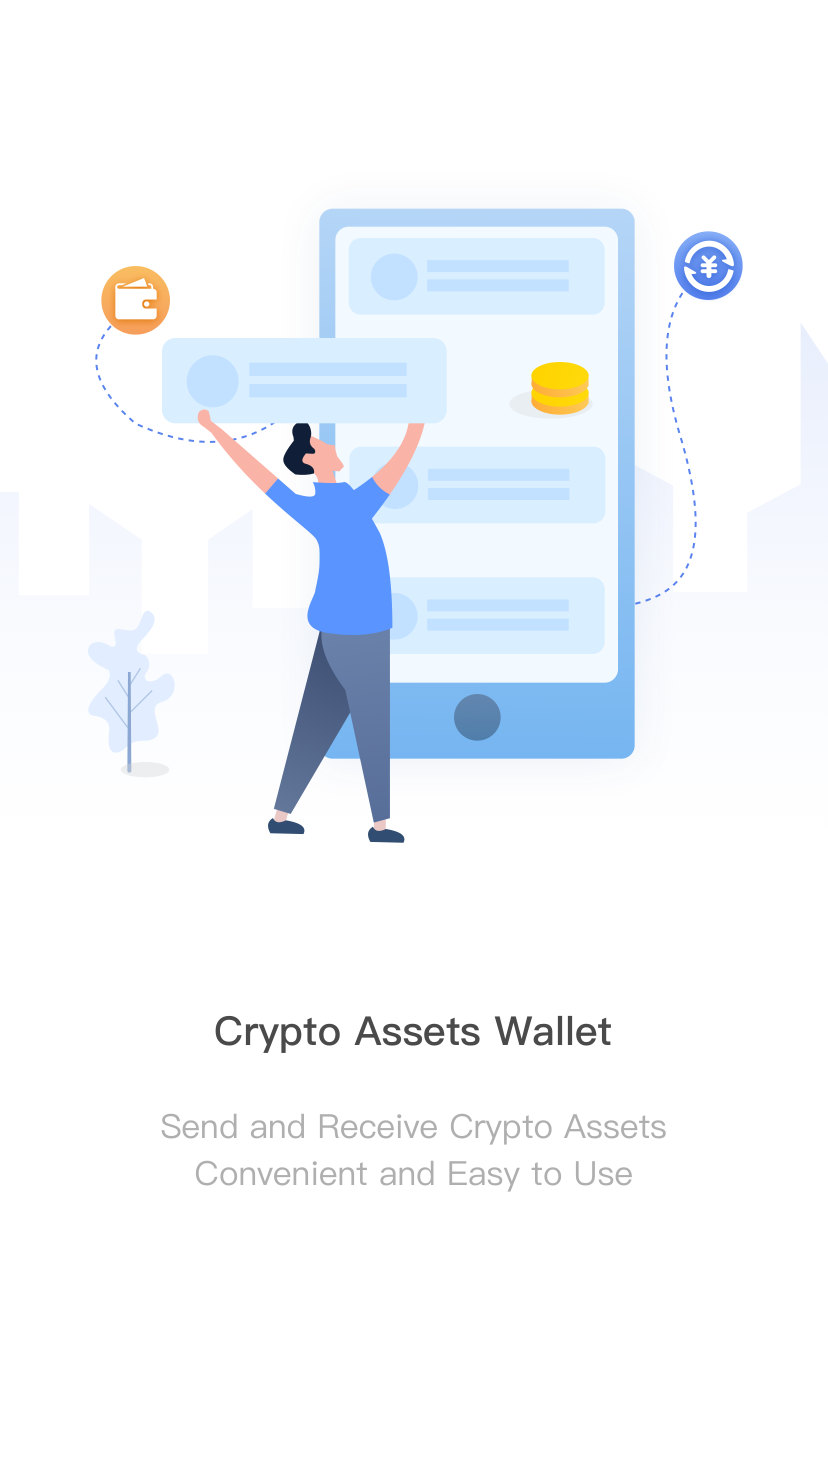 ¥
Crypto Assets Wallet
Send and Receive Crypto Assets
Convenient and Easy to Use